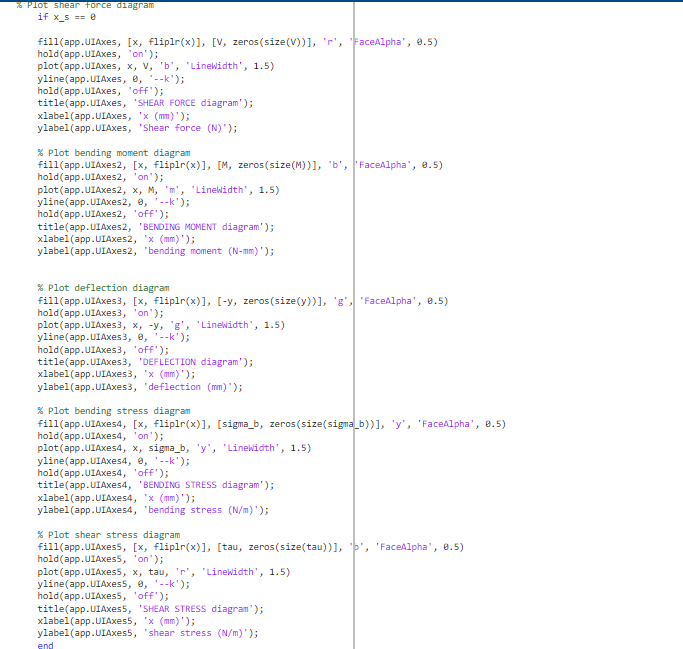 % Plot shear force diagram
if x_s == 0
fill(app.UIAxes, [x, fliplr(x)], [V, zeros(size(V))], 'r', 'FaceAlpha', 0.5)
hold(app.UIAxes, 'on');
plot(app.UIAxes, x, V, 'b', 'LineWidth', 1.5)
yline(app.UIAxes, 0, '--k');
hold(app.UIAxes, 'off');
title(app.UIAxes, 'SHEAR FORCE diagram');
xlabel(app.UIAxes, 'x (mm)');
ylabel(app.UIAxes, 'Shear force (N)');
% Plot bending moment diagram
fill(app.UIAxes2, [x, fliplr(x)], [M, zeros(size(M))], 'b', 'FaceAlpha', 0.5)
hold(app.UIAxes2, 'on');
plot(app.UIAxes2, x, M, 'm', 'LineWidth', 1.5)
yline(app.UIAxes2, 0, '--k');
hold(app.UIAxes2, 'off');
title(app.UIAxes2, 'BENDING MOMENT diagram');
xlabel(app.UIAxes2, 'x (mm)');
ylabel(app.UIAxes2, 'bending moment (N-mm)');
% Plot deflection diagram
fill(app.UIAxes3, [x, fliplr(x)], [-y, zeros(size(y))], 'g', 'FaceAlpha', 0.5)
hold(app.UIAxes3, 'on');
plot(app.UIAxes3, x, -y, 'g', 'LineWidth', 1.5)
yline(app.UIAxes3, 0, '--k');
hold(app.UIAxes3, 'off');
title(app.UIAxes3, 'DEFLECTION diagram');
xlabel(app.UIAxes3, 'x (mm)');
ylabel(app.UIAxes3, 'deflection (mm)');
% Plot bending stress diagram
fill(app.UIAxes4, [x, fliplr(x)], [sigma_b, zeros(size(sigma_b))], 'y', 'FaceAlpha', 0.5)
hold(app.UIAxes4, 'on');
plot(app.UIAxes4, x, sigma_b, 'y', 'LineWidth', 1.5)
yline(app.UIAxes4, 0, '--k');
hold(app.UIAxes4, 'off');
title(app.UIAxes4, 'BENDING STRESS diagram');
xlabel(app.UIAxes4, 'x (mm)');
ylabel(app.UIAxes4, 'bending stress (N/m)');
% Plot shear stress diagram
fill(app.UIAxes5, [x, fliplr(x)], [tau, zeros(size(tau))], 'b', 'FaceAlpha', 0.5)
hold(app.UIAxes5, 'on');
plot(app.UIAxes5, x, tau, 'r', 'LineWidth', 1.5)
yline(app.UIAxes5, 0, '--k');
hold(app.UIAxes5, 'off');
title(app.UIAxes5, 'SHEAR STRESS diagram');
xlabel(app.UIAxes5, 'x (mm)');
ylabel(app.UIAxes5, 'shear stress (N/m)');
end